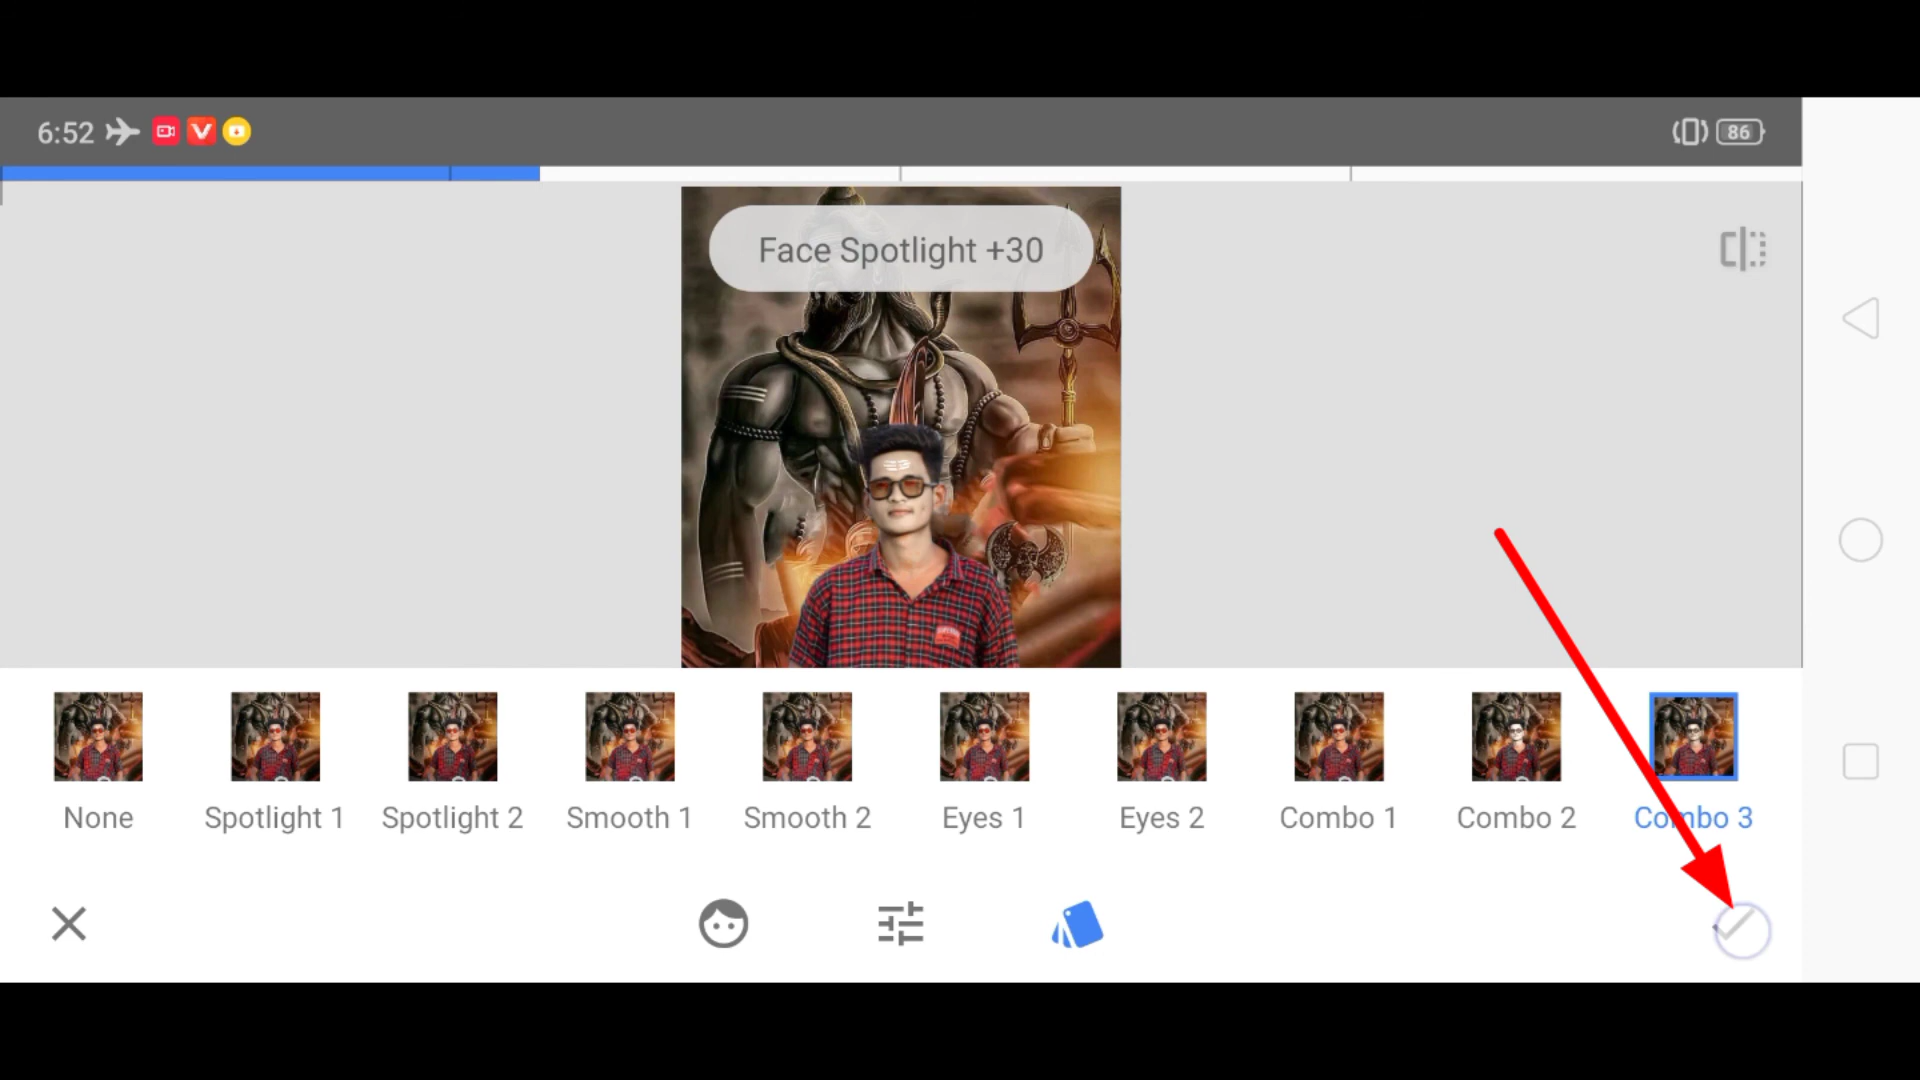 6:52
86
Face Spotlight +30
None
Spotlight 1
Spotlight 2
Smooth 1
Smooth 2
Eyes 1
Eyes 2
Combo 1
Combo 2
Combo 3